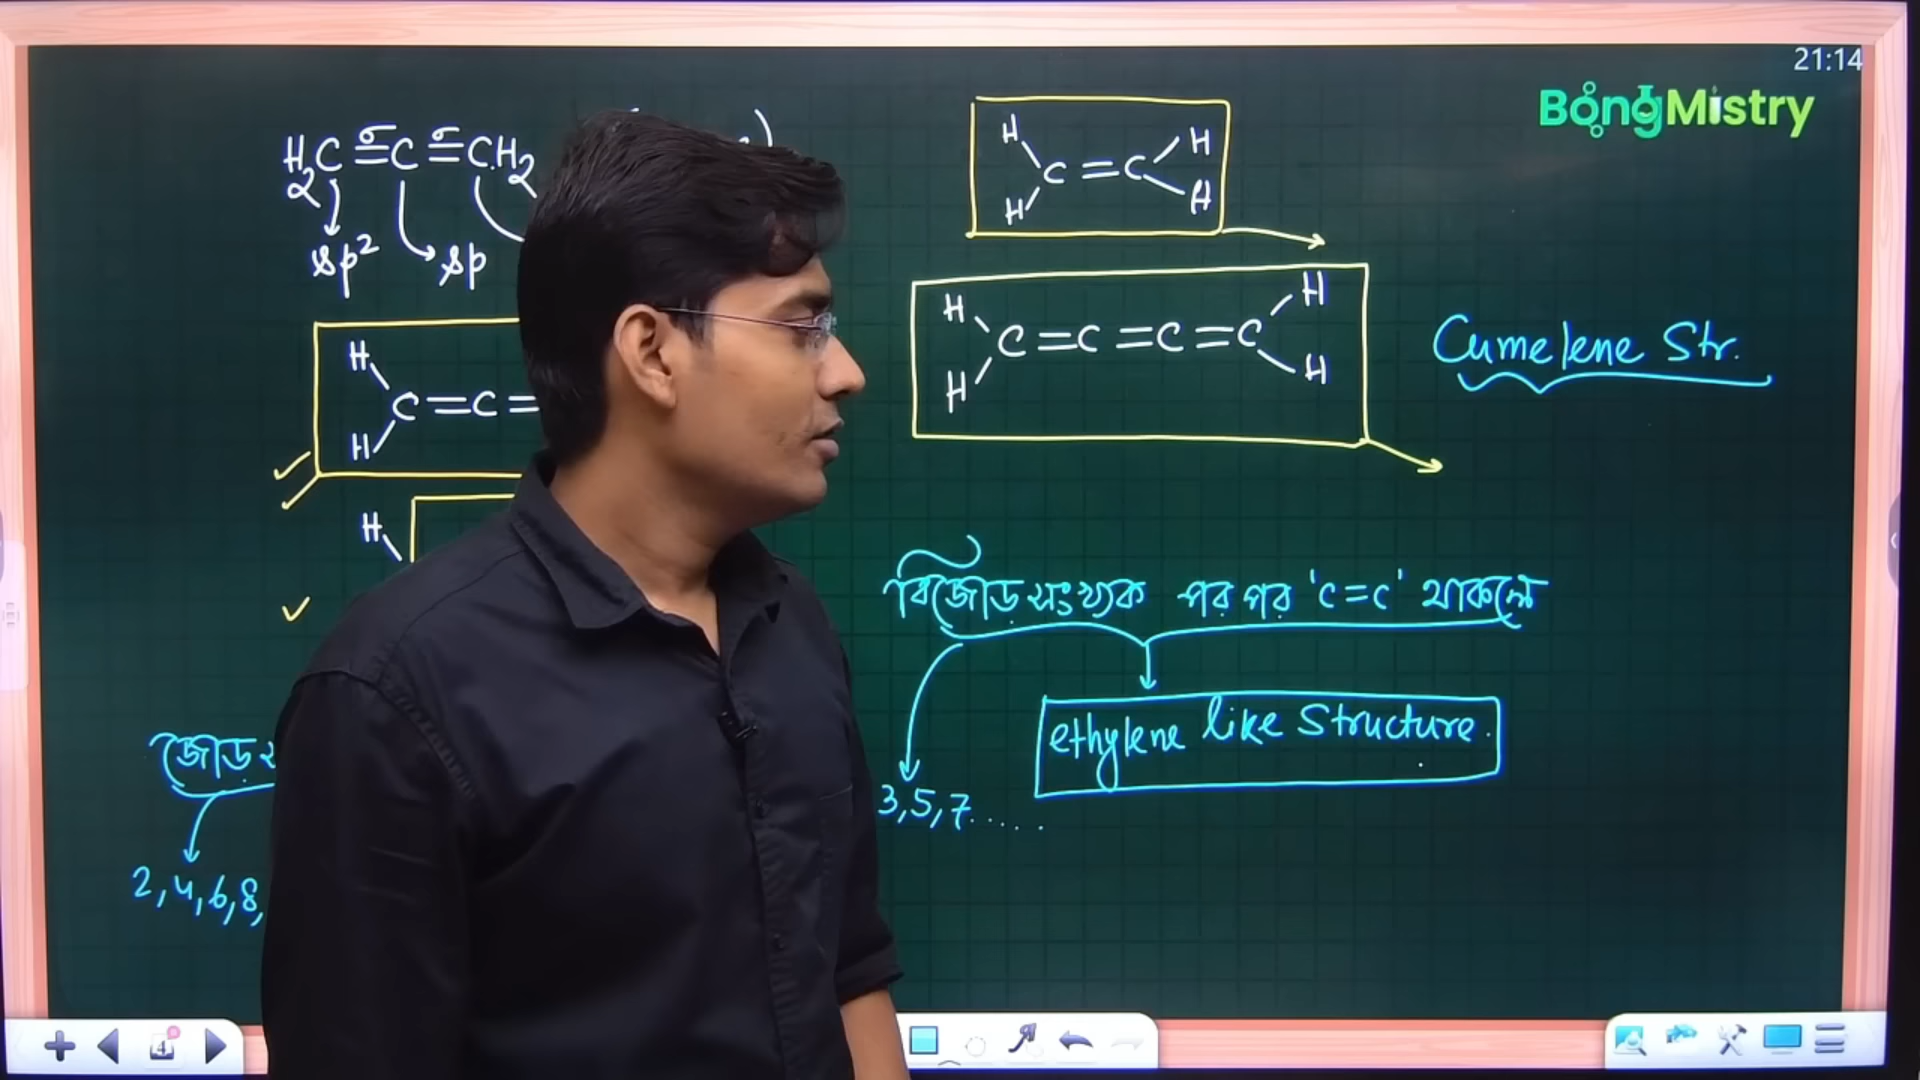 21:14
BongMistry
H₂C = C = CH₂
σ σ
sp² sp
H
C = C =
H
H
জোড়
2, 4, 6, 8,
H H
C = C
H H
H H
C = C = C = C
H H
Cumelene Str.
বিজোড় সংখ্যক পর পর 'C=C' থাকলে
ethylene like Structure.
3, 5, 7.....
4